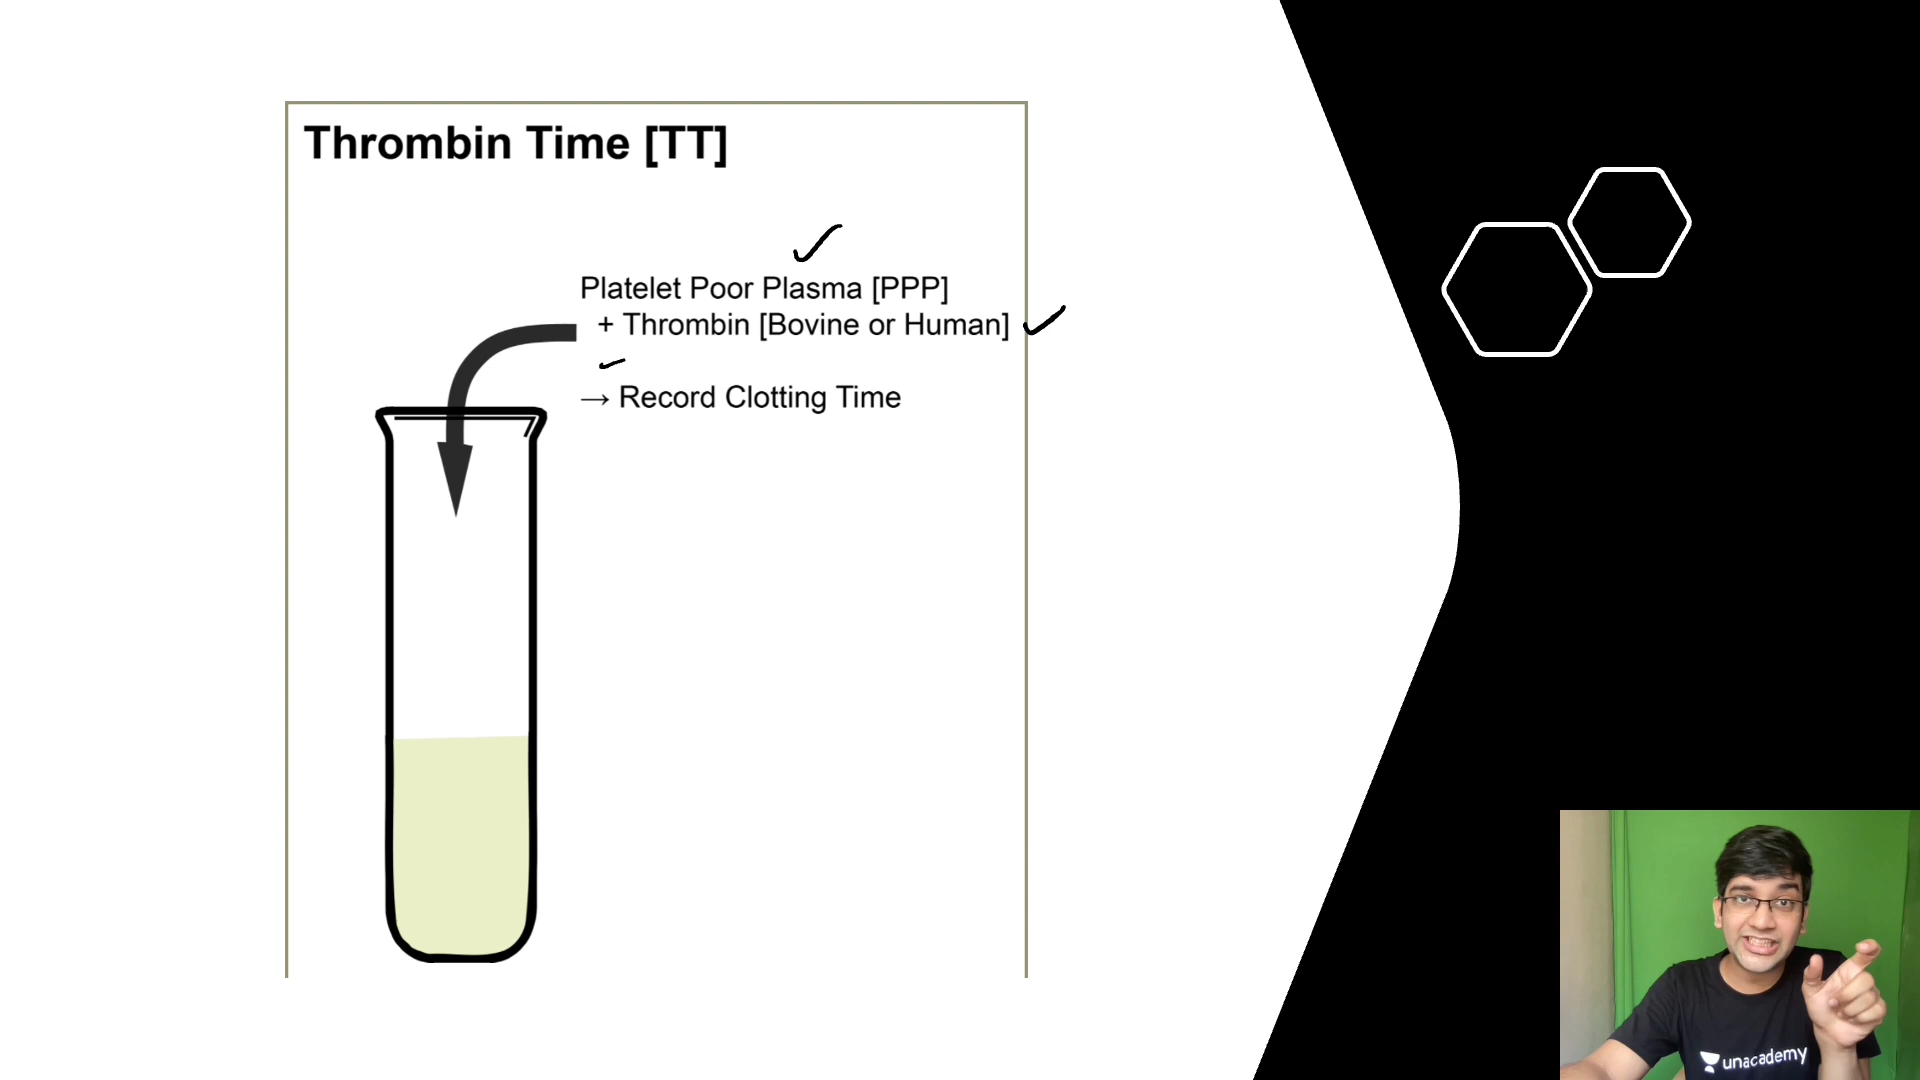 Thrombin Time [TT]
Platelet Poor Plasma [PPP]
+ Thrombin [Bovine or Human]
→ Record Clotting Time
unacademy